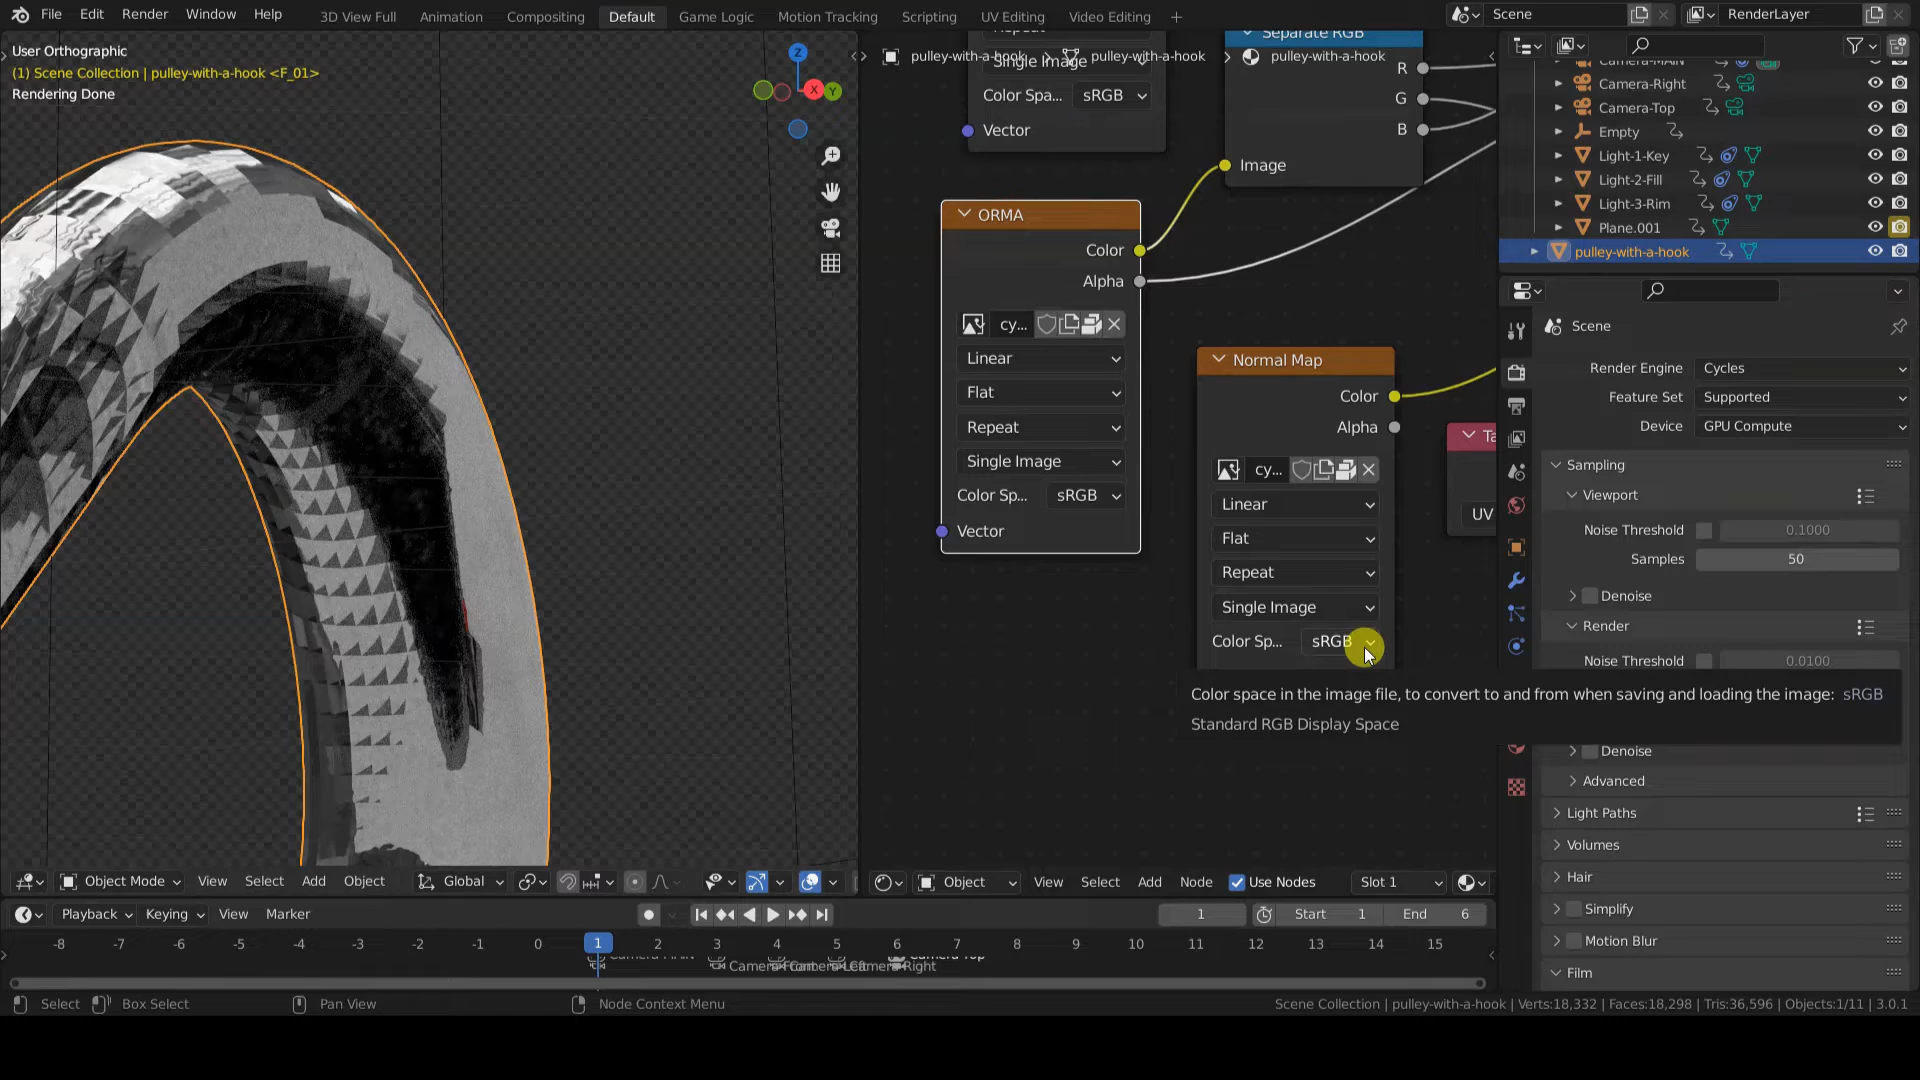 File Edit Render Window Help
3D View Full Animation Compositing Default Game Logic Motion Tracking Scripting UV Editing Video Editing +
Scene
RenderLayer
User Orthographic
(1) Scene Collection | pulley-with-a-hook <F_01>
Rendering Done
Z
X
Y
pulley-with-a-hook
pulley-with-a-hook
pulley-with-a-hook
Single Image
Color Spa... sRGB
Vector
Separate RGB
R
G
B
Image
ORMA
Color
Alpha
cy...
Linear
Flat
Repeat
Single Image
Color Sp... sRGB
Vector
Normal Map
Color
Alpha
cy...
Linear
Flat
Repeat
Single Image
Color Sp... sRGB
Ta
UV
Color space in the image file, to convert to and from when saving and loading the image: sRGB
Standard RGB Display Space
Camera-MAIN
Camera-Right
Camera-Top
Empty
Light-1-Key
Light-2-Fill
Light-3-Rim
Plane.001
pulley-with-a-hook
Scene
Render Engine Cycles
Feature Set Supported
Device GPU Compute
Sampling
Viewport
Noise Threshold 0.1000
Samples 50
Denoise
Render
Noise Threshold 0.0100
Denoise
Advanced
Light Paths
Volumes
Hair
Simplify
Motion Blur
Film
Object Mode View Select Add Object Global
Object View Select Add Node Use Nodes Slot 1
Playback Keying View Marker
1 Start 1 End 6
-8 -7 -6 -5 -4 -3 -2 -1 0 1 2 3 4 5 6 7 8 9 10 11 12 13 14 15
Select Box Select Pan View Node Context Menu
Scene Collection | pulley-with-a-hook | Verts:18,332 | Faces:18,298 | Tris:36,596 | Objects:1/11 | 3.0.1